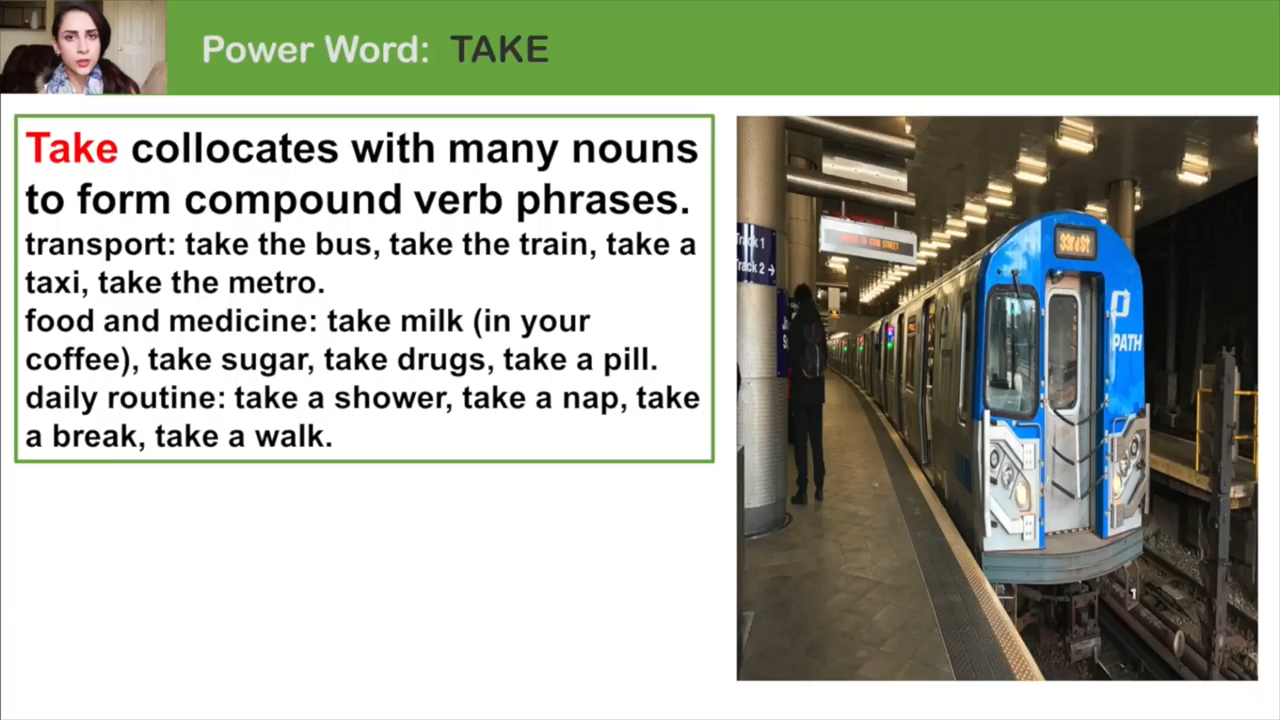 Power Word: TAKE
Take collocates with many nouns
to form compound verb phrases.
transport: take the bus, take the train, take a
taxi, take the metro.
food and medicine: take milk (in your
coffee), take sugar, take drugs, take a pill.
daily routine: take a shower, take a nap, take
a break, take a walk.
Track 1
Track 2 →
33rd St
PATH